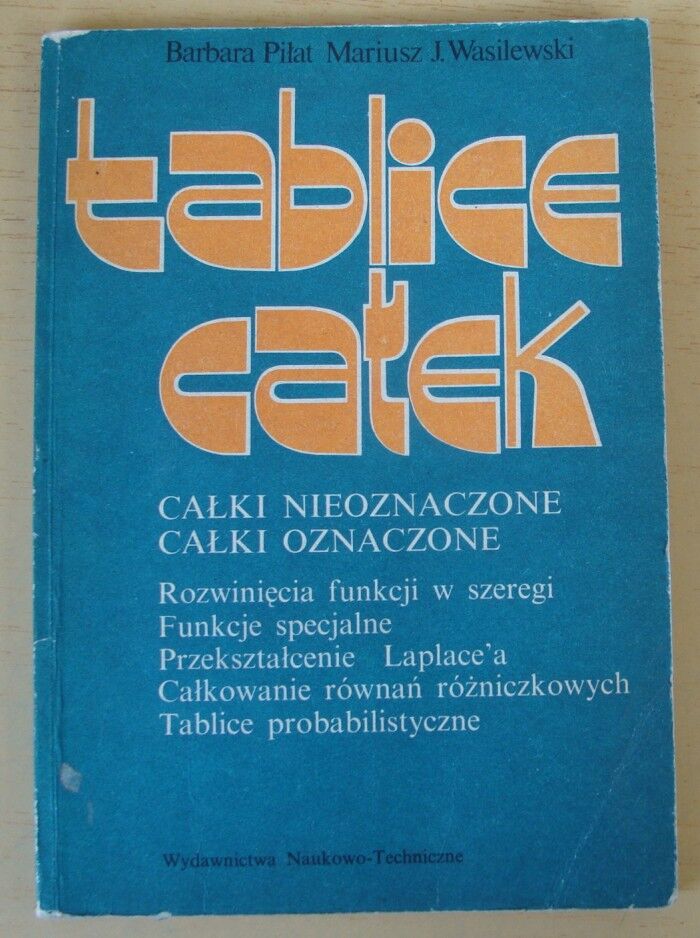 Barbara Piłat Mariusz J. Wasilewski
tablice
całek
CAŁKI NIEOZNACZONE
CAŁKI OZNACZONE
Rozwinięcia funkcji w szeregi
Funkcje specjalne
Przekształcenie Laplace'a
Całkowanie równań różniczkowych
Tablice probabilistyczne
Wydawnictwa Naukowo-Techniczne